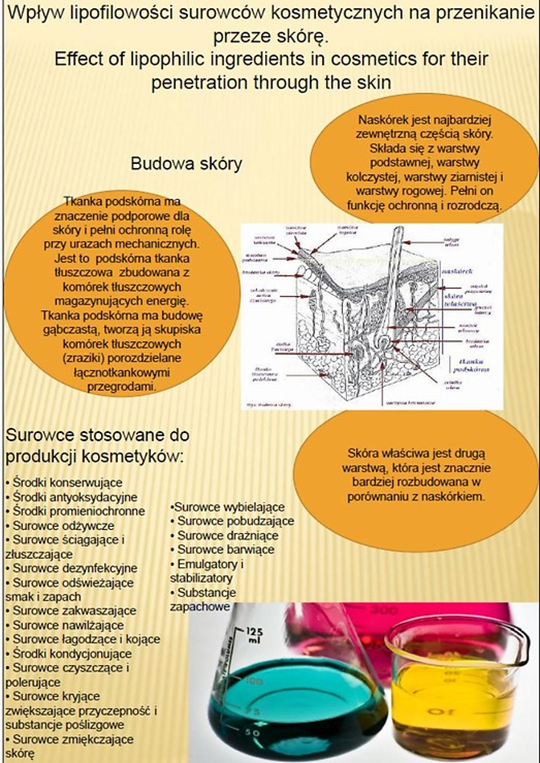 Wpływ lipofilowości surowców kosmetycznych na przenikanie
przeze skórę.
Effect of lipophilic ingredients in cosmetics for their
penetration through the skin
Naskórek jest najbardziej
zewnętrzną częścią skóry.
Składa się z warstwy
podstawnej, warstwy
kolczystej, warstwy ziarnistej i
warstwy rogowej. Pełni on
funkcję ochronną i rozrodczą.
Budowa skóry
Tkanka podskórna ma
znaczenie podporowe dla
skóry i pełni ochronną rolę
przy urazach mechanicznych.
Jest to podskórna tkanka
tłuszczowa zbudowana z
komórek tłuszczowych
magazynujących energię.
Tkanka podskórna ma budowę
gąbczastą, tworzą ją skupiska
komórek tłuszczowych
(zraziki) porozdzielane
łącznotkankowymi
przegrodami.
naskórek
skóra
właściwa
tkanka
podskórna
Skóra właściwa jest drugą
warstwą, która jest znacznie
bardziej rozbudowana w
porównaniu z naskórkiem.
Surowce stosowane do
produkcji kosmetyków:
• Środki konserwujące
• Środki antyoksydacyjne
• Środki promieniochronne
• Surowce odżywcze
• Surowce ściągające i
złuszczające
• Surowce dezynfekcyjne
• Surowce odświeżające
smak i zapach
• Surowce zakwaszające
• Surowce nawilżające
• Surowce łagodzące i kojące
• Środki kondycjonujące
• Surowce czyszczące i
polerujące
• Surowce kryjące
zwiększające przyczepność i
substancje poślizgowe
• Surowce zmiękczające
skórę
•Surowce wybielające
• Surowce pobudzające
• Surowce drażniące
• Surowce barwiące
• Emulgatory i
stabilizatory
• Substancje
zapachowe
125
ml
100
75
50
300
10